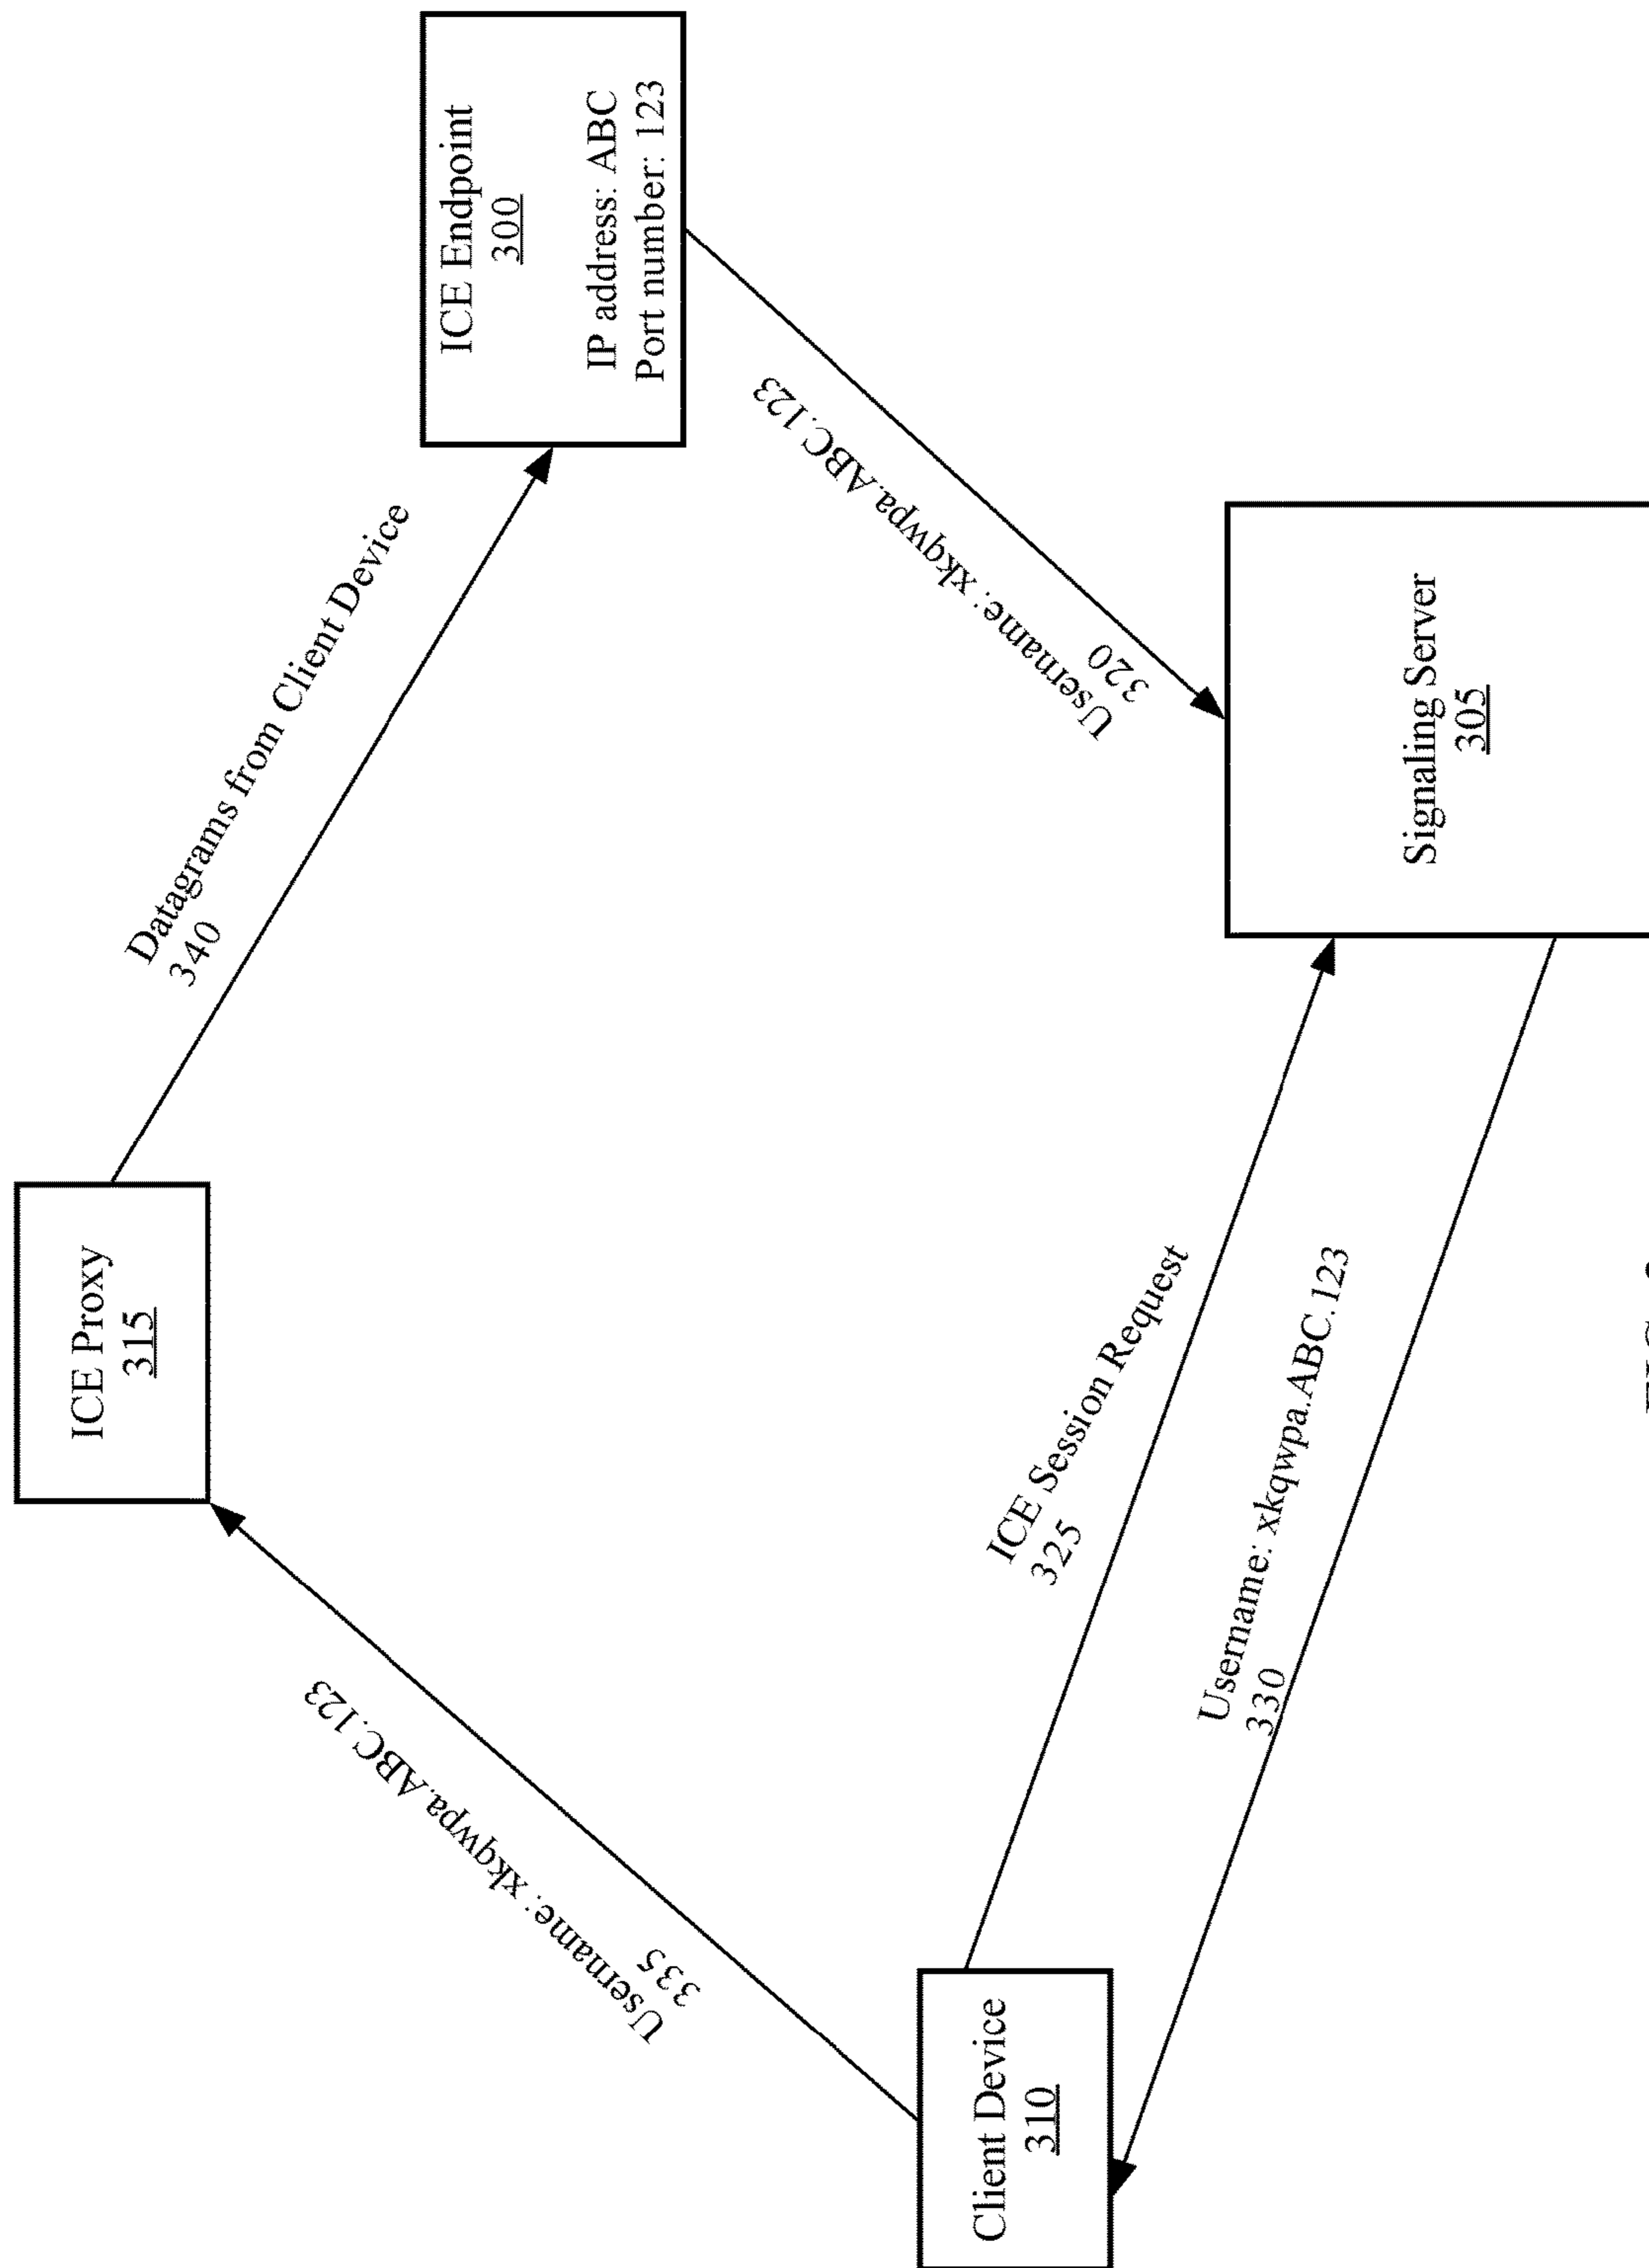 ICE Proxy
315
ICE Endpoint
300
IP address: ABC
Port number: 123
Datagrams from Client Device
340
Username: xkqwpa.ABC.123
335
Username: xkqwpa.ABC.123
320
ICE Session Request
325
Username: xkqwpa.ABC.123
330
Client Device
310
Signaling Server
305